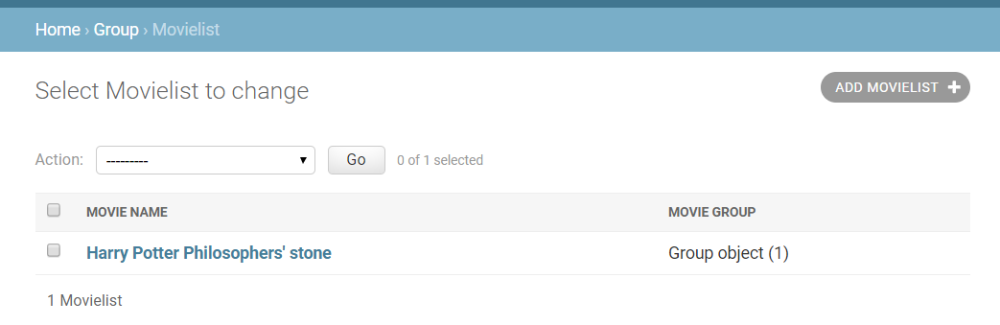 Home › Group › Movielist
Select Movielist to change
ADD MOVIELIST +
Action: --------- Go 0 of 1 selected
MOVIE NAME MOVIE GROUP
Harry Potter Philosophers' stone Group object (1)
1 Movielist